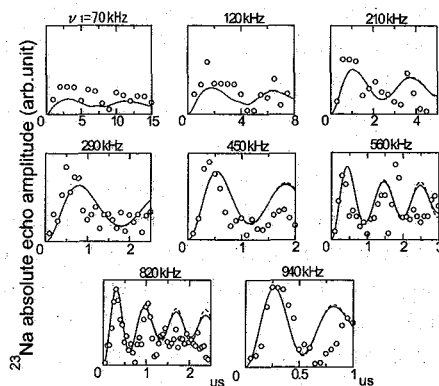 ν1=70kHz 120kHz 210kHz
0 5 10 15 0 4 8 0 2 4
290kHz 450kHz 560kHz
0 1 2 0 1 2 0 1 2 3
820kHz 940kHz
0 1 2 us 0 0.5 1 us
23Na absolute echo amplitude (arb.unit)